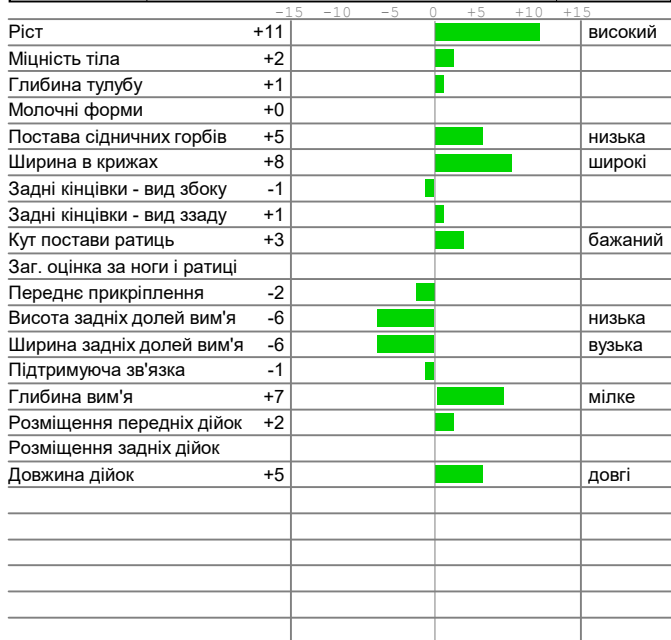 -15 -10 -5 0 +5 +10 +15
Ріст +11 високий
Міцність тіла +2
Глибина тулубу +1
Молочні форми +0
Постава сідничних горбів +5 низька
Ширина в крижах +8 широкі
Задні кінцівки - вид збоку -1
Задні кінцівки - вид ззаду +1
Кут постави ратиць +3 бажаний
Заг. оцінка за ноги і ратиці
Переднє прикріплення -2
Висота задніх долей вим'я -6 низька
Ширина задніх долей вим'я -6 вузька
Підтримуюча зв'язка -1
Глибина вим'я +7 мілке
Розміщення передніх дійок +2
Розміщення задніх дійок
Довжина дійок +5 довгі